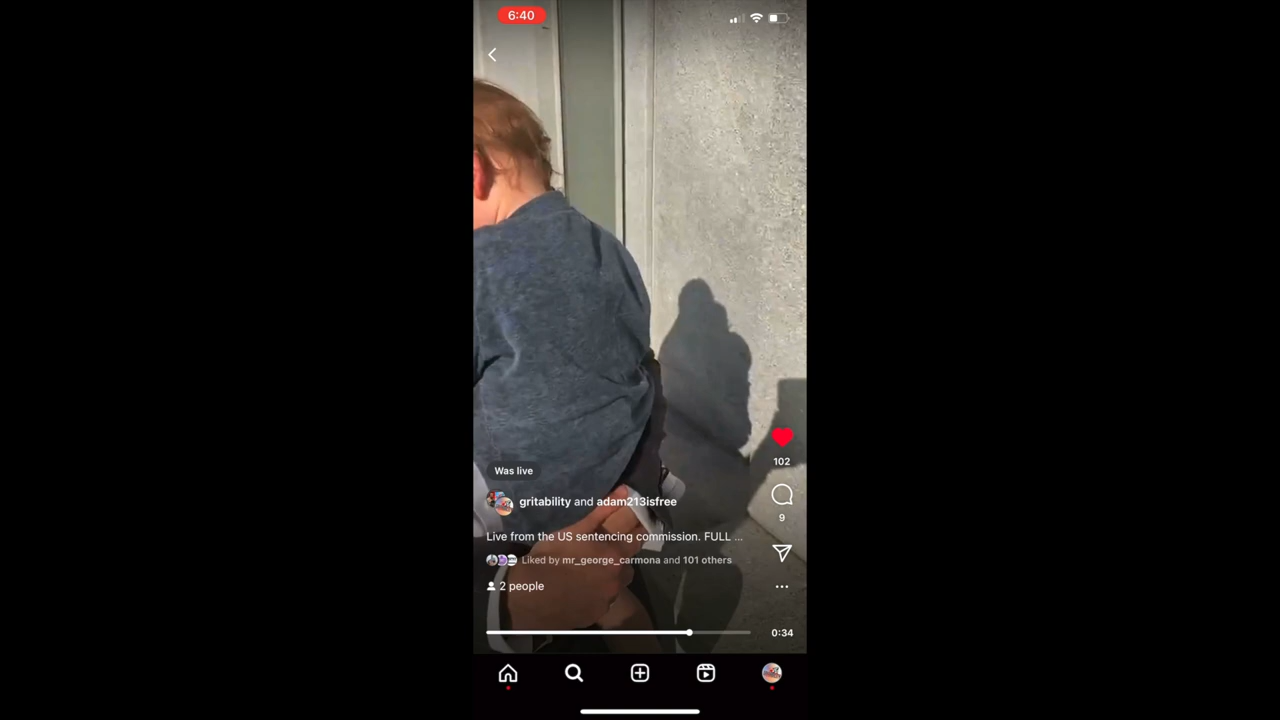 6:40
102
Was live
9
gritability and adam213isfree
Live from the US sentencing commission. FULL ...
Liked by mr_george_carmona and 101 others
2 people
0:34